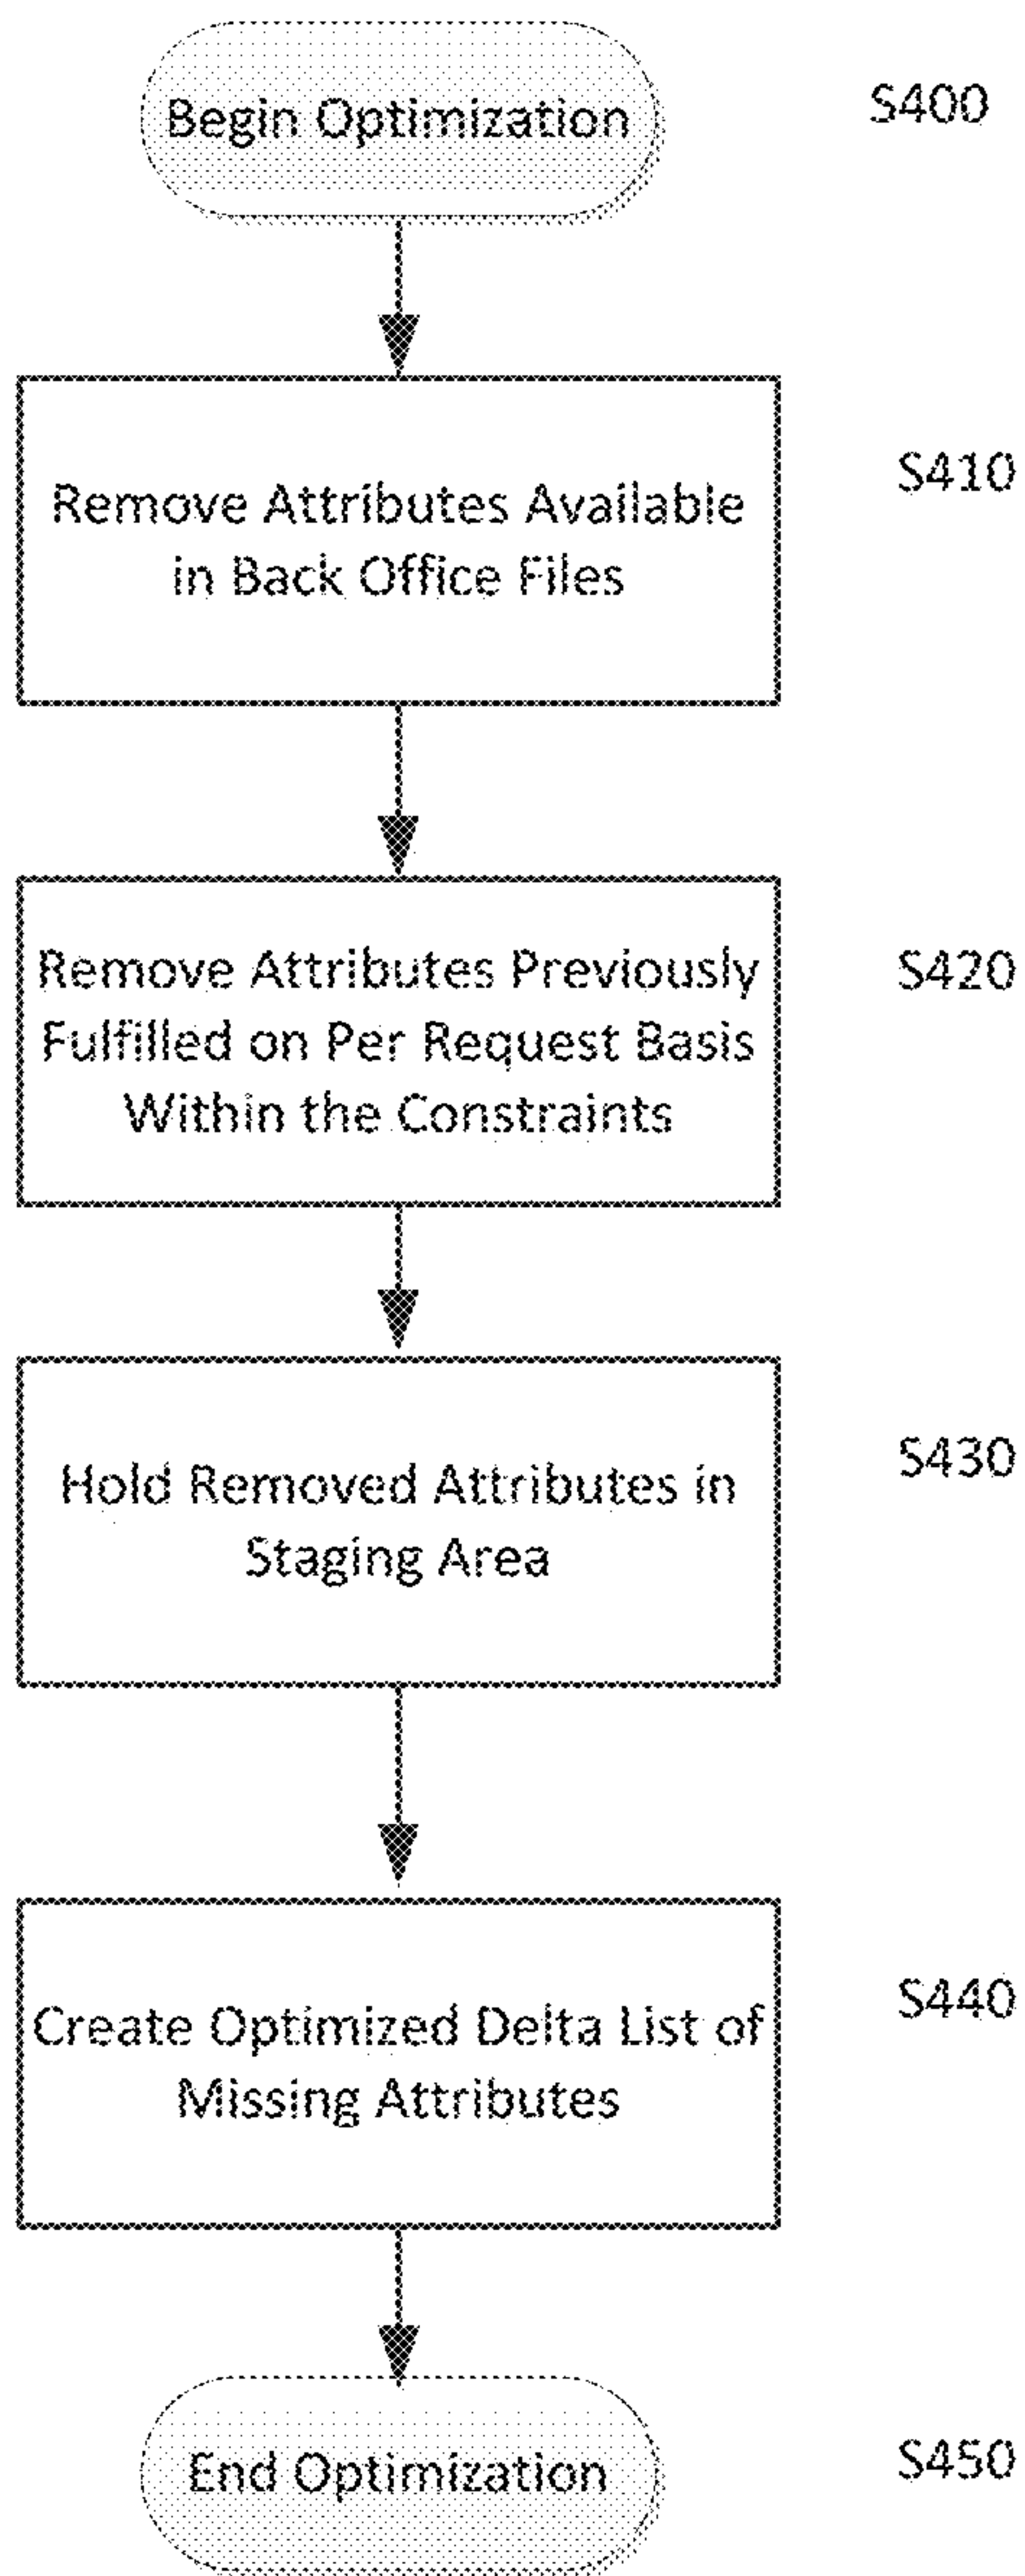 Begin Optimization
S400
Remove Attributes Available
in Back Office Files
S410
Remove Attributes Previously
Fulfilled on Per Request Basis
Within the Constraints
S420
Hold Removed Attributes in
Staging Area
S430
Create Optimized Delta List of
Missing Attributes
S440
End Optimization
S450